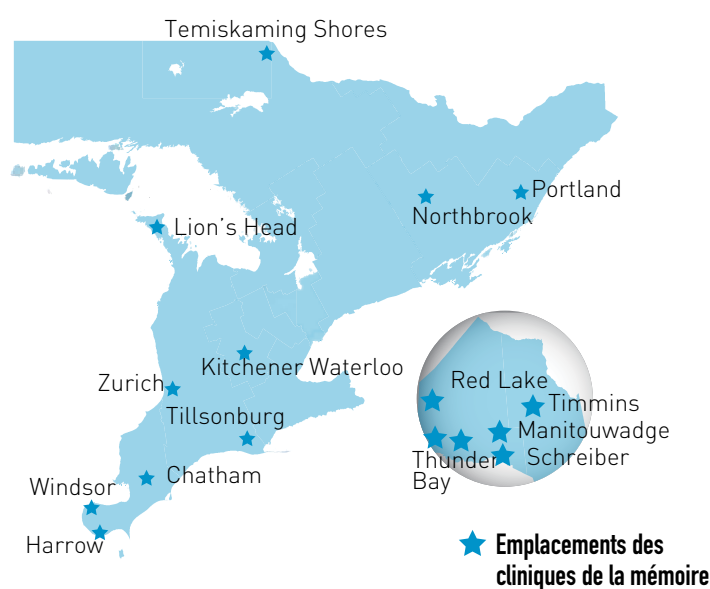 Temiskaming Shores
Portland
Northbrook
Lion's Head
Kitchener Waterloo
Zurich
Tillsonburg
Chatham
Windsor
Harrow
Red Lake
Timmins
Manitouwadge
Schreiber
Thunder
Bay
Emplacements des
cliniques de la mémoire